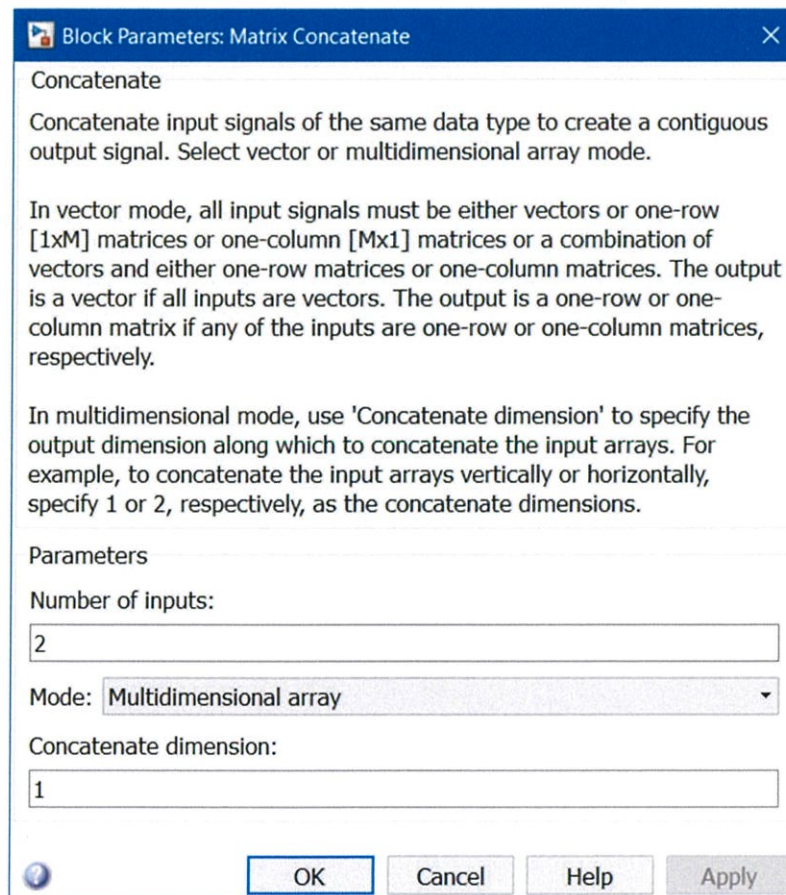 Block Parameters: Matrix Concatenate
Concatenate
Concatenate input signals of the same data type to create a contiguous
output signal. Select vector or multidimensional array mode.
In vector mode, all input signals must be either vectors or one-row
[1xM] matrices or one-column [Mx1] matrices or a combination of
vectors and either one-row matrices or one-column matrices. The output
is a vector if all inputs are vectors. The output is a one-row or one-
column matrix if any of the inputs are one-row or one-column matrices,
respectively.
In multidimensional mode, use 'Concatenate dimension' to specify the
output dimension along which to concatenate the input arrays. For
example, to concatenate the input arrays vertically or horizontally,
specify 1 or 2, respectively, as the concatenate dimensions.
Parameters
Number of inputs:
2
Mode: Multidimensional array
Concatenate dimension:
1
OK Cancel Help Apply